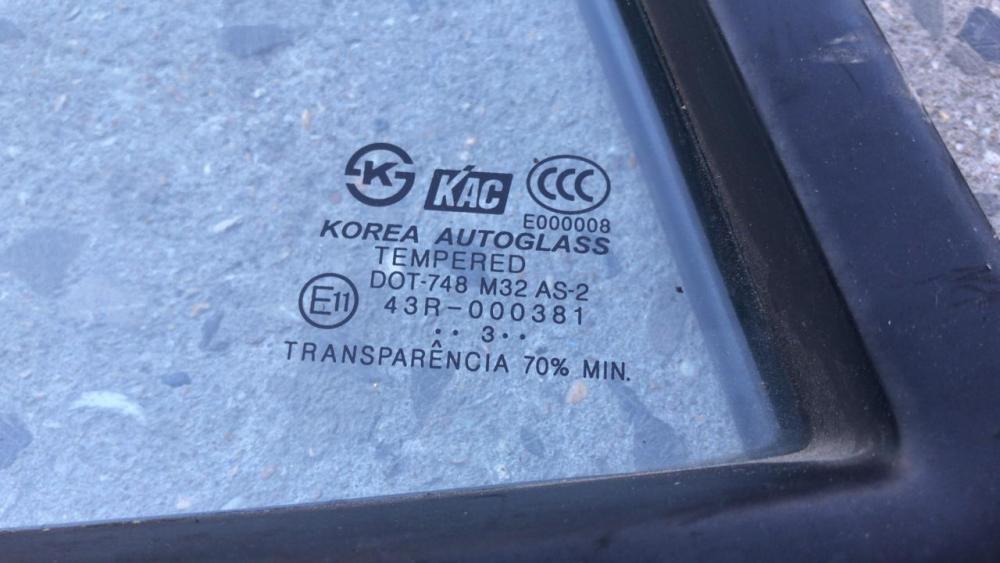 K KAC CCC
E000008
KOREA AUTOGLASS
TEMPERED
DOT-748 M32 AS-2
E11 43R-000381
•• 3••
TRANSPARÊNCIA 70% MIN.